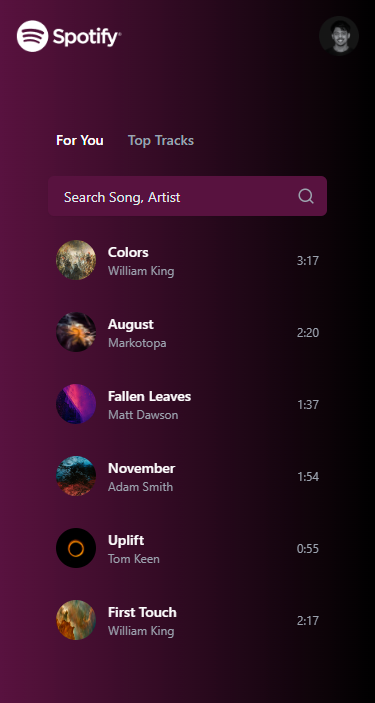 Spotify®
For You Top Tracks
Search Song, Artist
Colors
William King
3:17
August
Markotopa
2:20
Fallen Leaves
Matt Dawson
1:37
November
Adam Smith
1:54
Uplift
Tom Keen
0:55
First Touch
William King
2:17